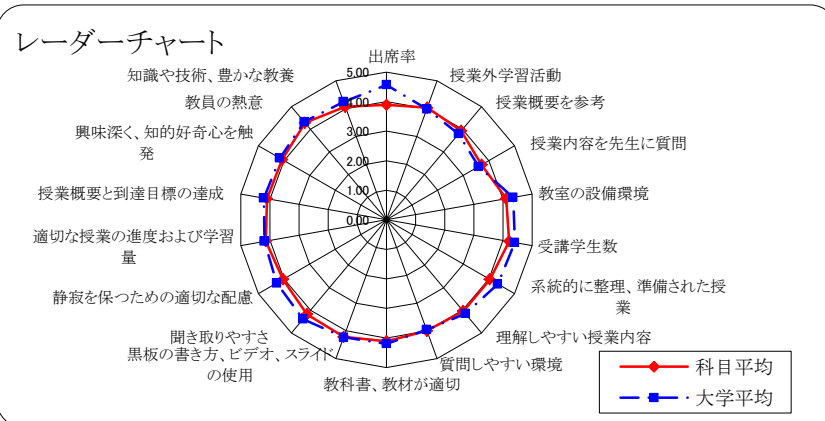 レーダーチャート
出席率
授業外学習活動
授業概要を参考
授業内容を先生に質問
教室の設備環境
受講学生数
系統的に整理、準備された授
業
理解しやすい授業内容
質問しやすい環境
教科書、教材が適切
黒板の書き方、ビデオ、スライド
の使用
聞き取りやすさ
静寂を保つための適切な配慮
適切な授業の進度および学習
量
授業概要と到達目標の達成
興味深く、知的好奇心を触
発
教員の熱意
知識や技術、豊かな教養
5.00
4.00
3.00
2.00
1.00
0.00
科目平均
大学平均